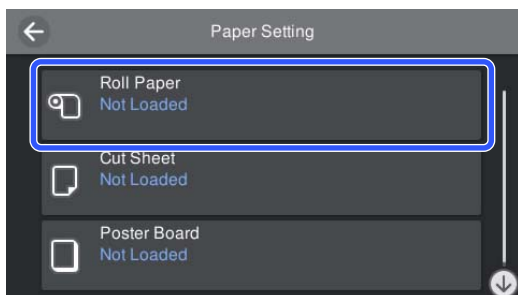 Paper Setting
Roll Paper
Not Loaded
Cut Sheet
Not Loaded
Poster Board
Not Loaded